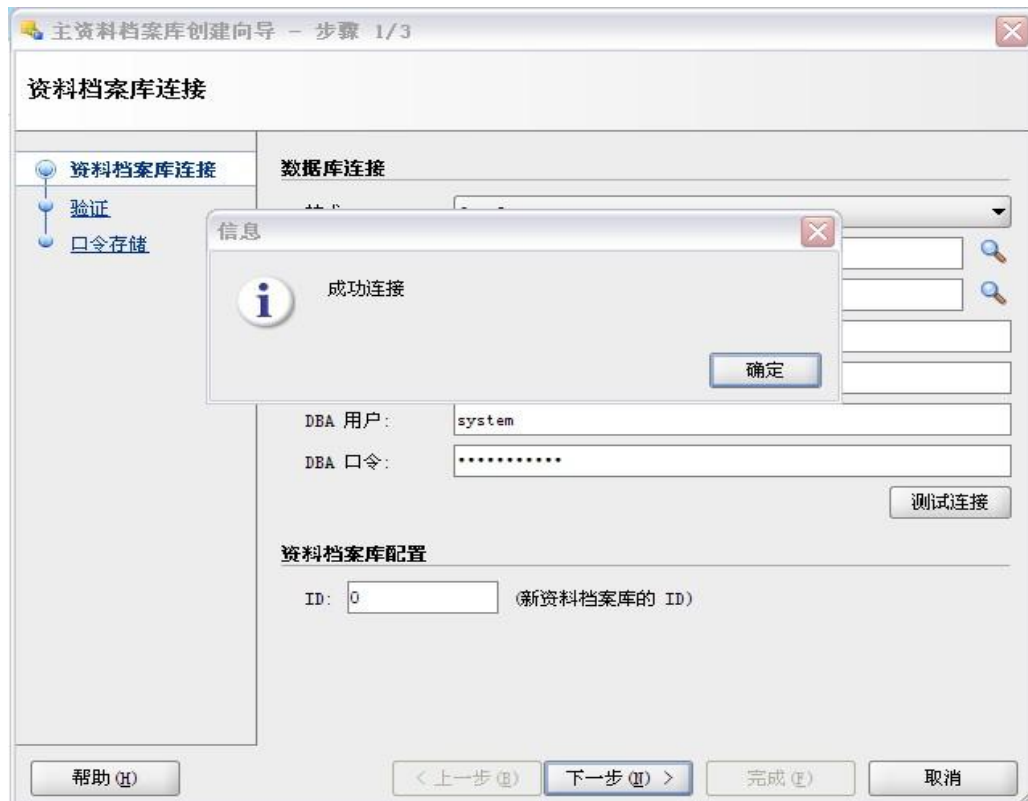 主资料档案库创建向导 - 步骤 1/3
资料档案库连接
资料档案库连接
验证
口令存储
数据库连接
信息
成功连接
确定
DBA 用户: system
DBA 口令: •••••••••••
测试连接
资料档案库配置
ID: 0 (新资料档案库的 ID)
帮助(H) < 上一步(B) 下一步(N) > 完成(F) 取消